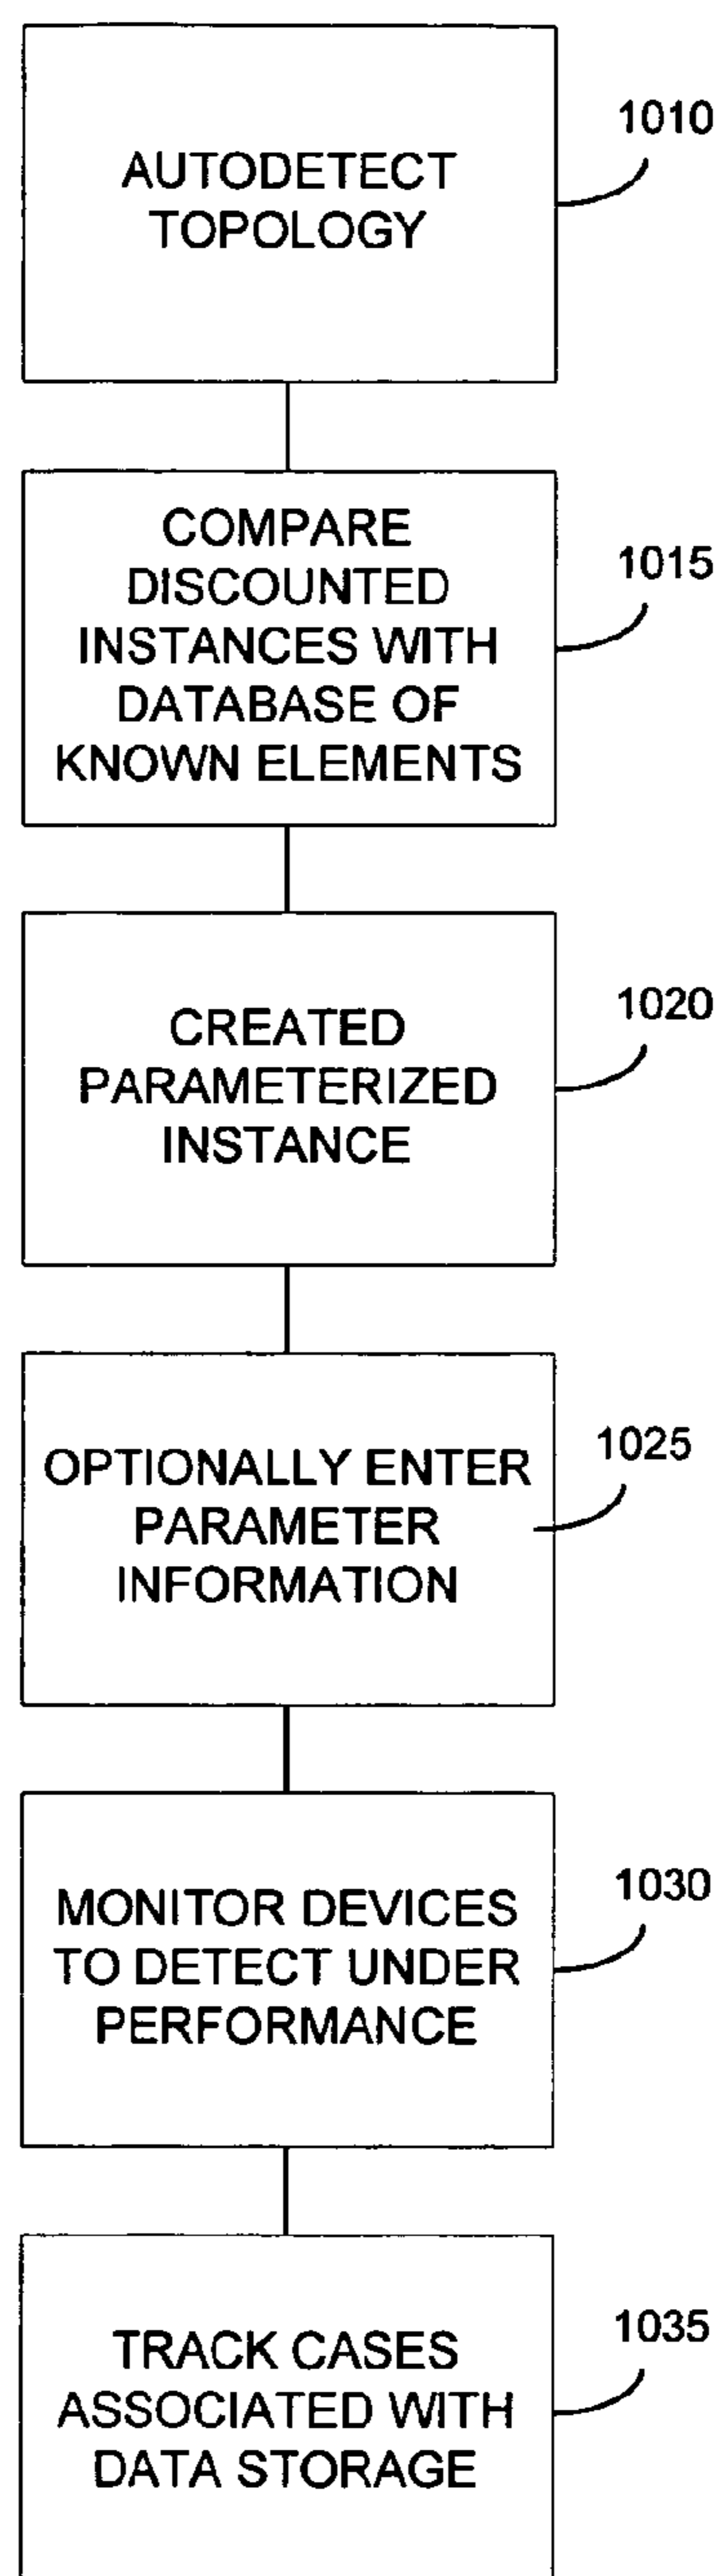 AUTODETECT
TOPOLOGY
1010
COMPARE
DISCOUNTED
INSTANCES WITH
DATABASE OF
KNOWN ELEMENTS
1015
CREATED
PARAMETERIZED
INSTANCE
1020
OPTIONALLY ENTER
PARAMETER
INFORMATION
1025
MONITOR DEVICES
TO DETECT UNDER
PERFORMANCE
1030
TRACK CASES
ASSOCIATED WITH
DATA STORAGE
1035